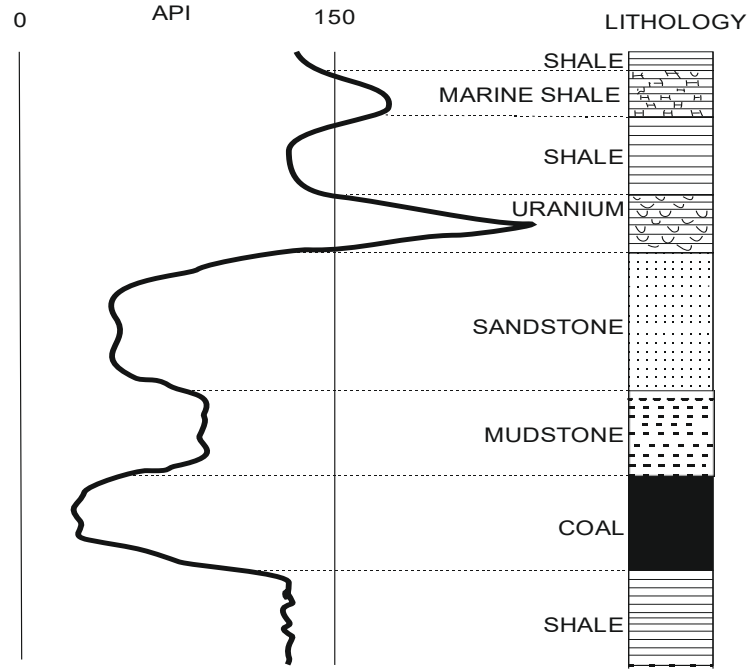 0 API 150 LITHOLOGY
SHALE
MARINE SHALE
SHALE
URANIUM
SANDSTONE
MUDSTONE
COAL
SHALE